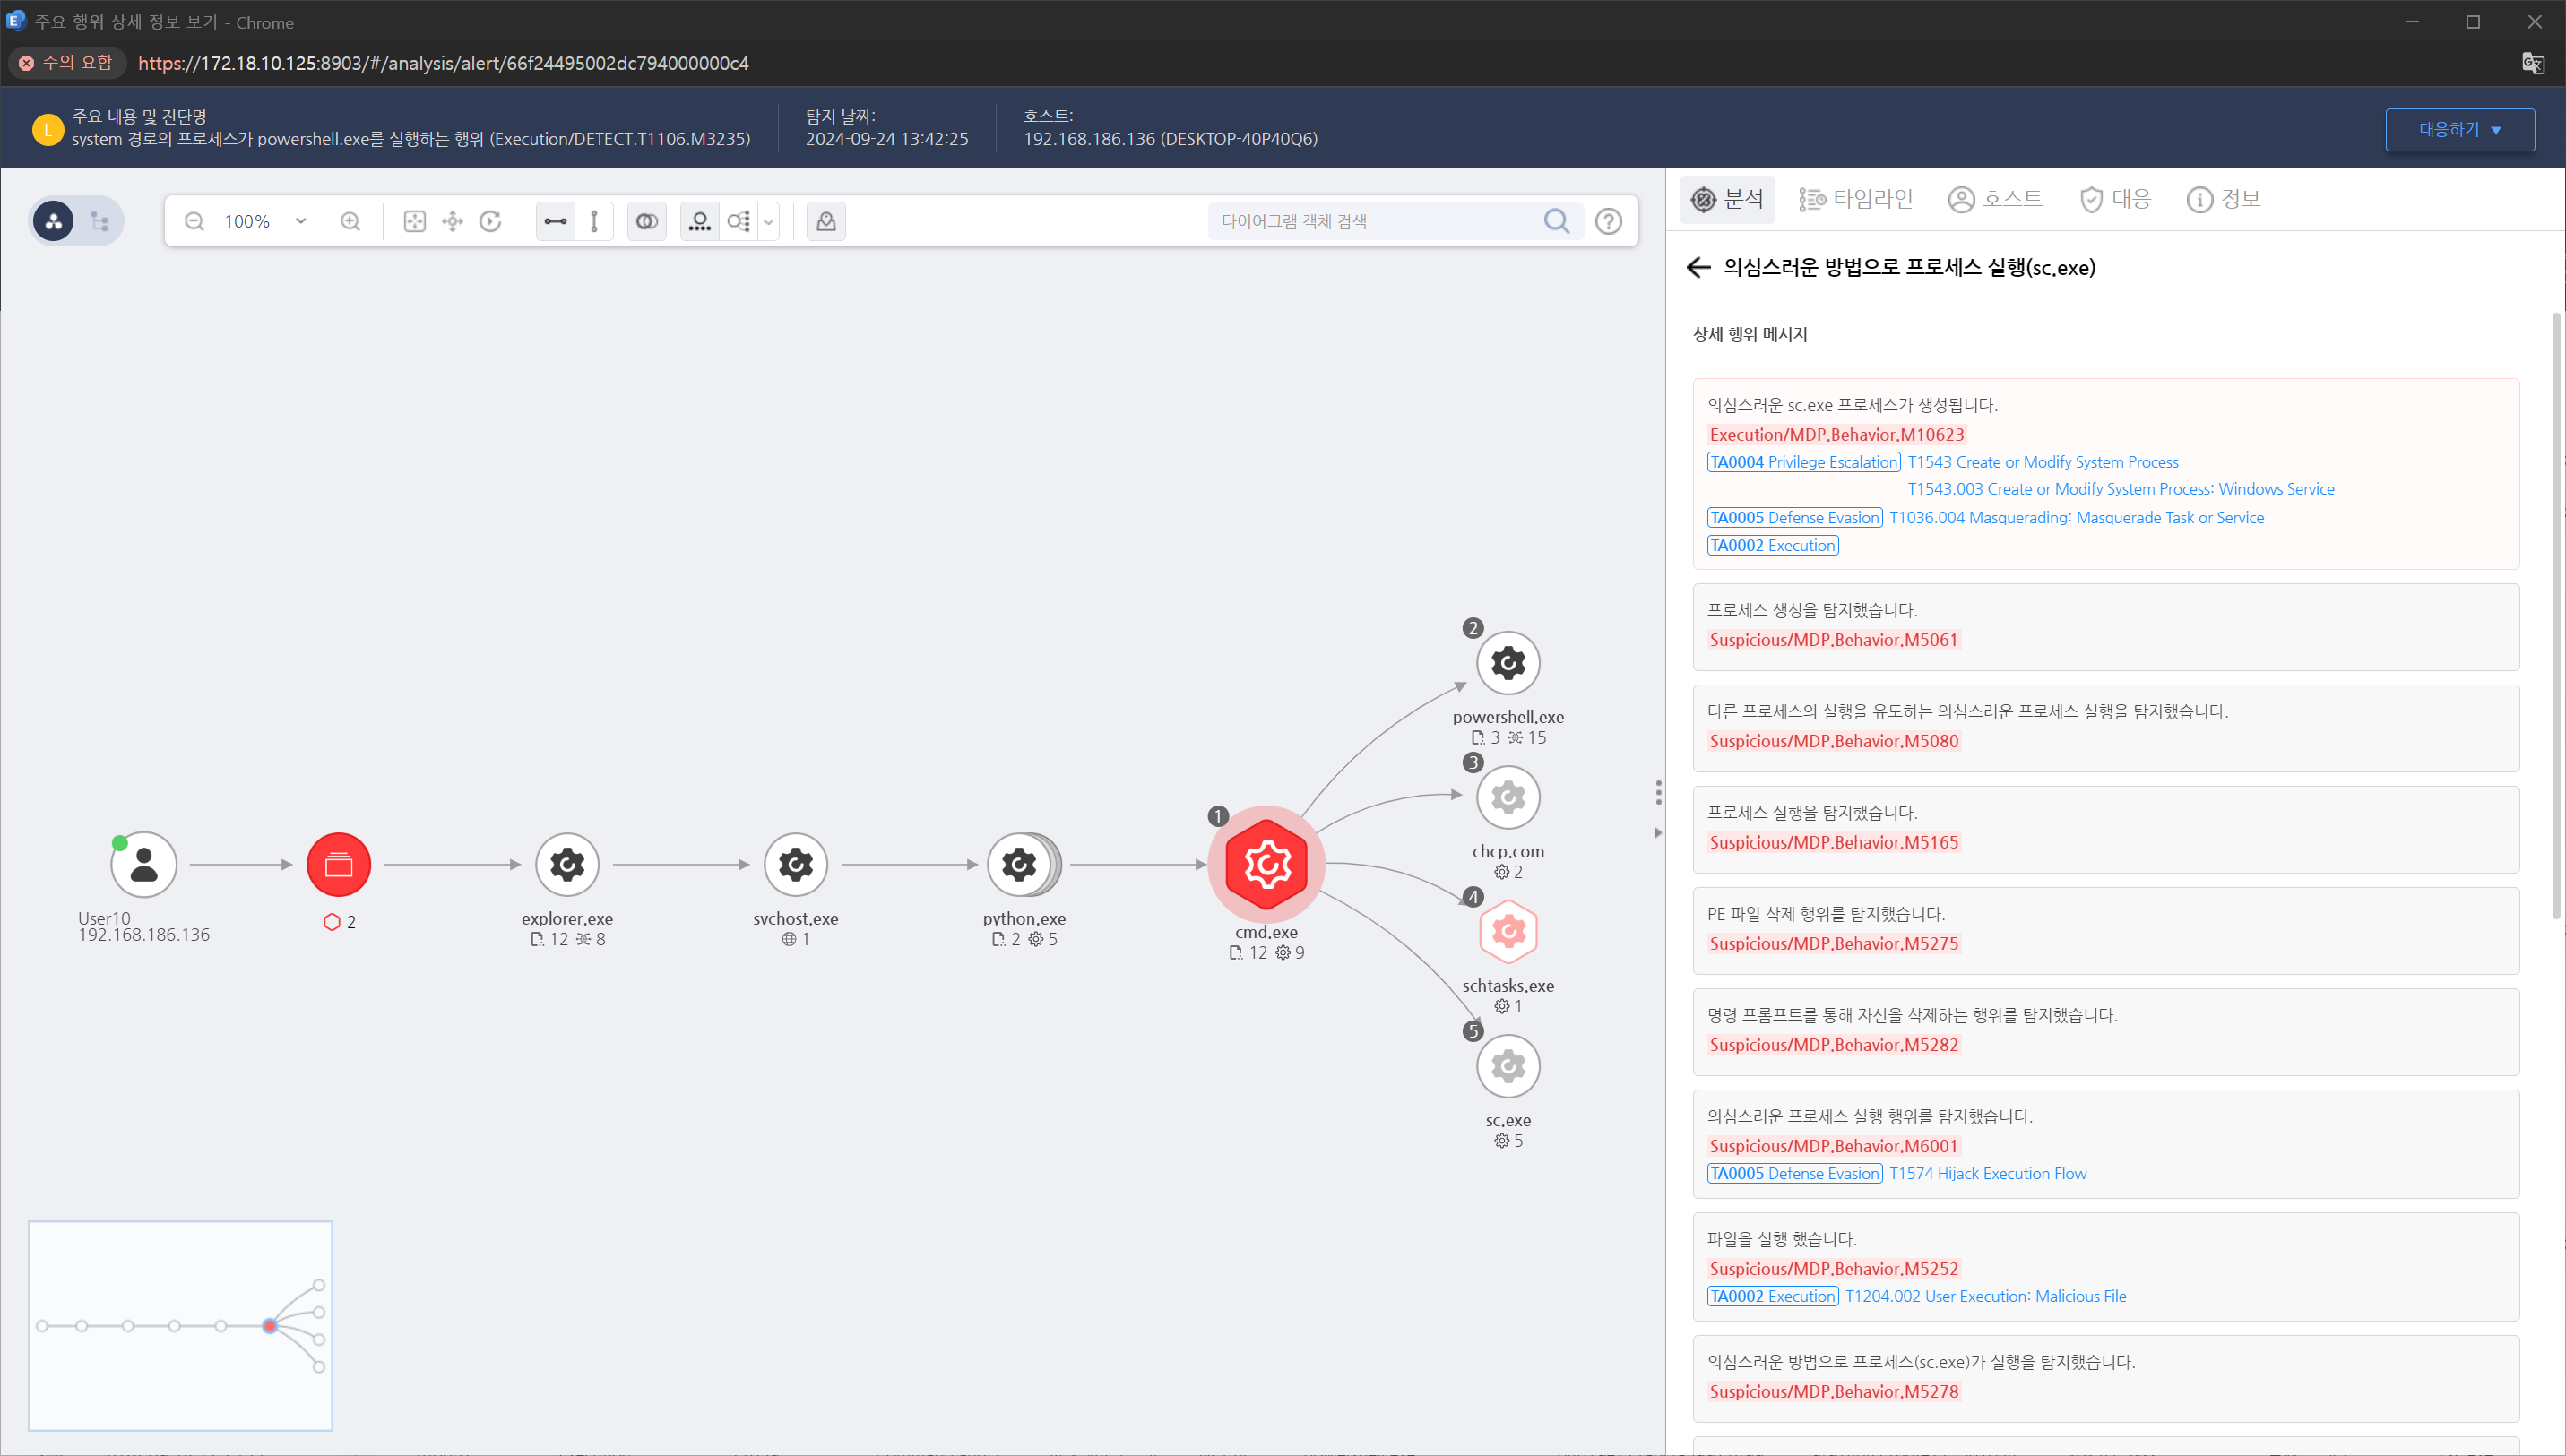 주요 행위 상세 정보 보기 - Chrome
주의 요함 https://172.18.10.125:8903/#/analysis/alert/66f24495002dc794000000c4
L
주요 내용 및 진단명
system 경로의 프로세스가 powershell.exe를 실행하는 행위 (Execution/DETECT.T1106.M3235)
탐지 날짜:
2024-09-24 13:42:25
호스트:
192.168.186.136 (DESKTOP-40P40Q6)
대응하기
100%
다이어그램 객체 검색
User10
192.168.186.136
2
explorer.exe
12 8
svchost.exe
1
python.exe
2 5
1
cmd.exe
12 9
2
powershell.exe
3 15
3
chcp.com
2
4
schtasks.exe
1
5
sc.exe
5
분석 타임라인 호스트 대응 정보
의심스러운 방법으로 프로세스 실행(sc.exe)
상세 행위 메시지
의심스러운 sc.exe 프로세스가 생성됩니다.
Execution/MDP.Behavior.M10623
TA0004 Privilege Escalation T1543 Create or Modify System Process
T1543.003 Create or Modify System Process: Windows Service
TA0005 Defense Evasion T1036.004 Masquerading: Masquerade Task or Service
TA0002 Execution
프로세스 생성을 탐지했습니다.
Suspicious/MDP.Behavior.M5061
다른 프로세스의 실행을 유도하는 의심스러운 프로세스 실행을 탐지했습니다.
Suspicious/MDP.Behavior.M5080
프로세스 실행을 탐지했습니다.
Suspicious/MDP.Behavior.M5165
PE 파일 삭제 행위를 탐지했습니다.
Suspicious/MDP.Behavior.M5275
명령 프롬프트를 통해 자신을 삭제하는 행위를 탐지했습니다.
Suspicious/MDP.Behavior.M5282
의심스러운 프로세스 실행 행위를 탐지했습니다.
Suspicious/MDP.Behavior.M6001
TA0005 Defense Evasion T1574 Hijack Execution Flow
파일을 실행 했습니다.
Suspicious/MDP.Behavior.M5252
TA0002 Execution T1204.002 User Execution: Malicious File
의심스러운 방법으로 프로세스(sc.exe)가 실행을 탐지했습니다.
Suspicious/MDP.Behavior.M5278